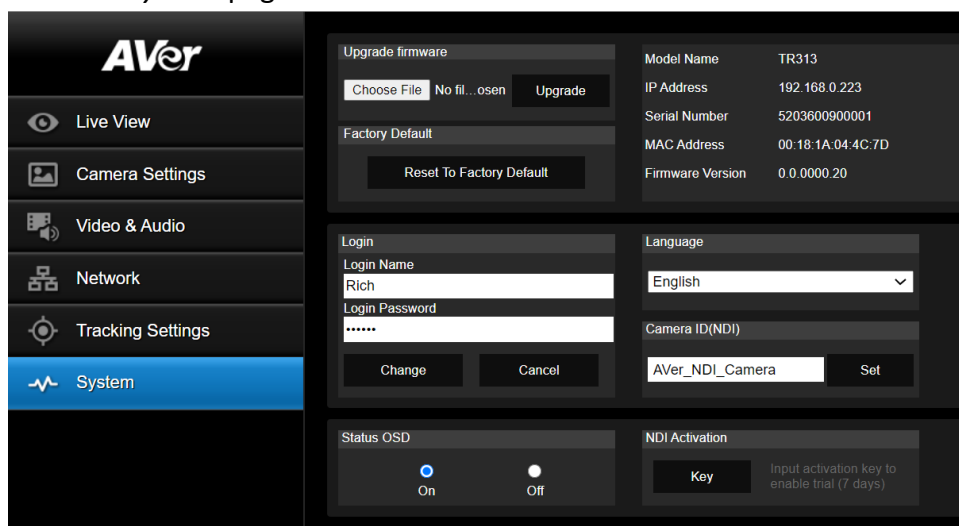 AVer
Live View
Camera Settings
Video & Audio
Network
Tracking Settings
System
Upgrade firmware
Choose File No fil...osen Upgrade
Factory Default
Reset To Factory Default
Model Name TR313
IP Address 192.168.0.223
Serial Number 5203600900001
MAC Address 00:18:1A:04:4C:7D
Firmware Version 0.0.0000.20
Login
Login Name
Rich
Login Password
••••••
Change Cancel
Language
English
Camera ID(NDI)
AVer_NDI_Camera Set
Status OSD
On Off
NDI Activation
Key
Input activation key to
enable trial (7 days)